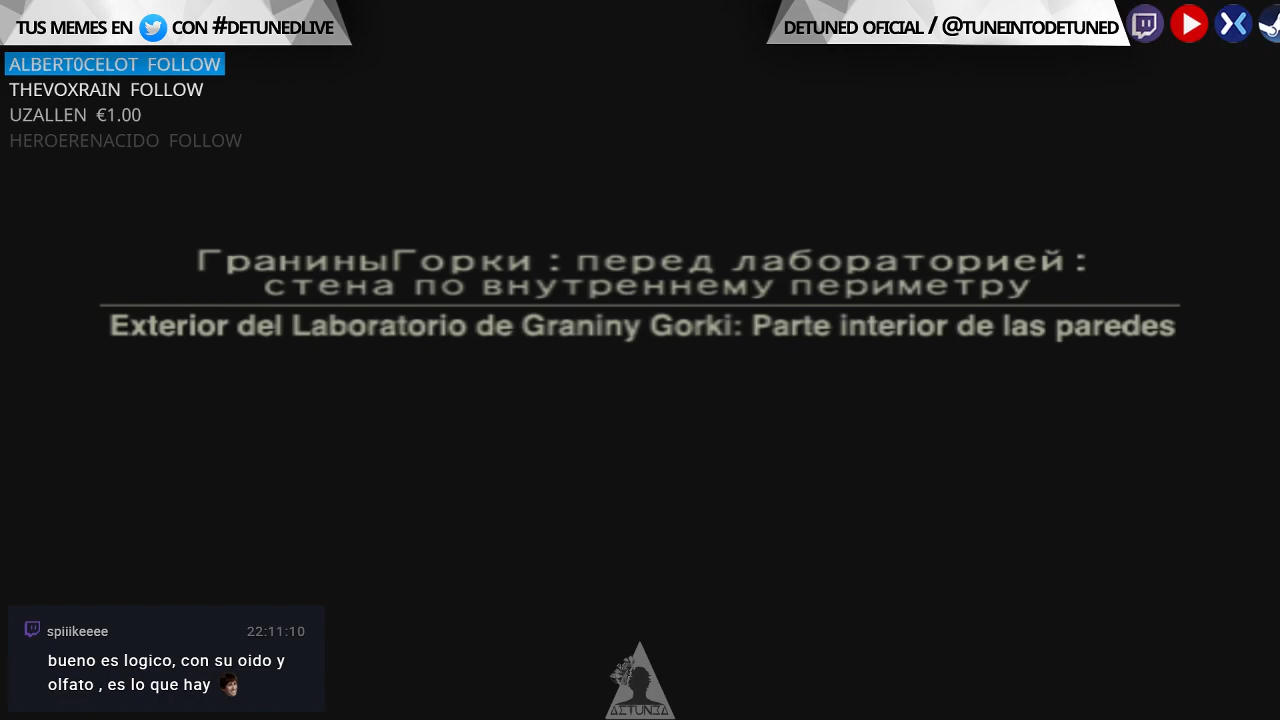 TUS MEMES EN CON #DETUNEDLIVE
DETUNED OFICIAL / @TUNEINTODETUNED
ALBERT0CELOT FOLLOW
THEVOXRAIN FOLLOW
UZALLEN €1.00
HEROERENACIDO FOLLOW
ГраниныГорки : перед лабораторией :
стена по внутреннему периметру
Exterior del Laboratorio de Graniny Gorki: Parte interior de las paredes
spiiikeeee 22:11:10
bueno es logico, con su oido y
olfato , es lo que hay
DETUNED